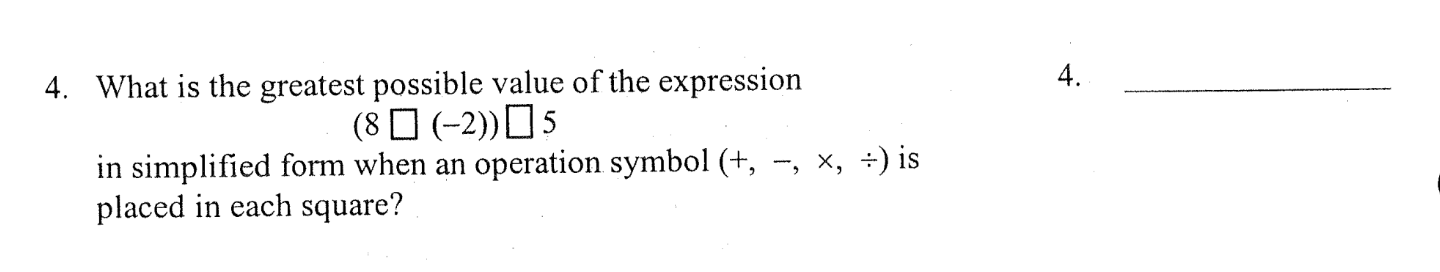 4. What is the greatest possible value of the expression 4. ____________
(8 □ (−2)) □ 5
in simplified form when an operation symbol (+, −, ×, ÷) is
placed in each square?